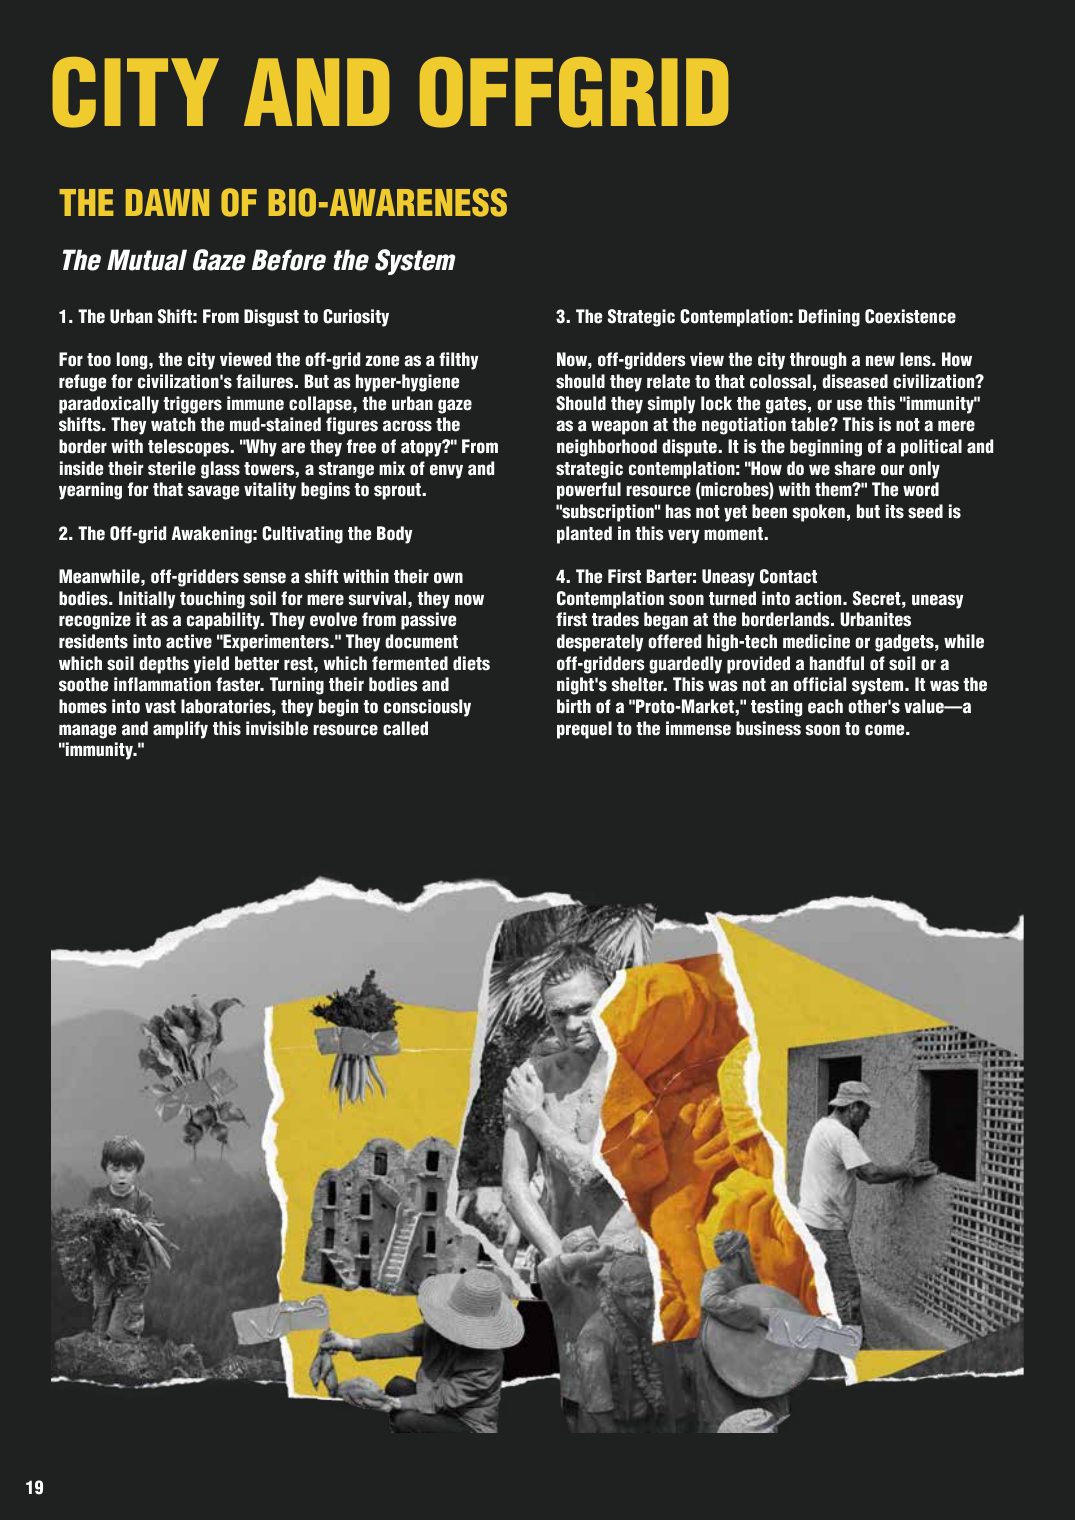 CITY AND OFFGRID
THE DAWN OF BIO-AWARENESS
The Mutual Gaze Before the System
1. The Urban Shift: From Disgust to Curiosity
For too long, the city viewed the off-grid zone as a filthy
refuge for civilization's failures. But as hyper-hygiene
paradoxically triggers immune collapse, the urban gaze
shifts. They watch the mud-stained figures across the
border with telescopes. "Why are they free of atopy?" From
inside their sterile glass towers, a strange mix of envy and
yearning for that savage vitality begins to sprout.
2. The Off-grid Awakening: Cultivating the Body
Meanwhile, off-gridders sense a shift within their own
bodies. Initially touching soil for mere survival, they now
recognize it as a capability. They evolve from passive
residents into active "Experimenters." They document
which soil depths yield better rest, which fermented diets
soothe inflammation faster. Turning their bodies and
homes into vast laboratories, they begin to consciously
manage and amplify this invisible resource called
"immunity."
3. The Strategic Contemplation: Defining Coexistence
Now, off-gridders view the city through a new lens. How
should they relate to that colossal, diseased civilization?
Should they simply lock the gates, or use this "immunity"
as a weapon at the negotiation table? This is not a mere
neighborhood dispute. It is the beginning of a political and
strategic contemplation: "How do we share our only
powerful resource (microbes) with them?" The word
"subscription" has not yet been spoken, but its seed is
planted in this very moment.
4. The First Barter: Uneasy Contact
Contemplation soon turned into action. Secret, uneasy
first trades began at the borderlands. Urbanites
desperately offered high-tech medicine or gadgets, while
off-gridders guardedly provided a handful of soil or a
night's shelter. This was not an official system. It was the
birth of a "Proto-Market," testing each other's value—a
prequel to the immense business soon to come.
19